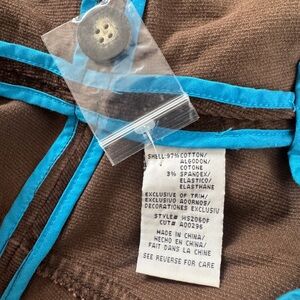 SHELL: 97% COTTON/
ALGODON/
COTONE
3% SPANDEX/
ELASTICO/
ELASTHANE
EXCLUSIVE OF TRIM/
EXCLUSIVO ADORNOS/
DECORATIONES EXCLUSIV
STYLE# WS2060F
CUT# A00296
MADE IN CHINA/
HECHO EN CHINA/
FAIT DANS LA CHINE
SEE REVERSE FOR CARE